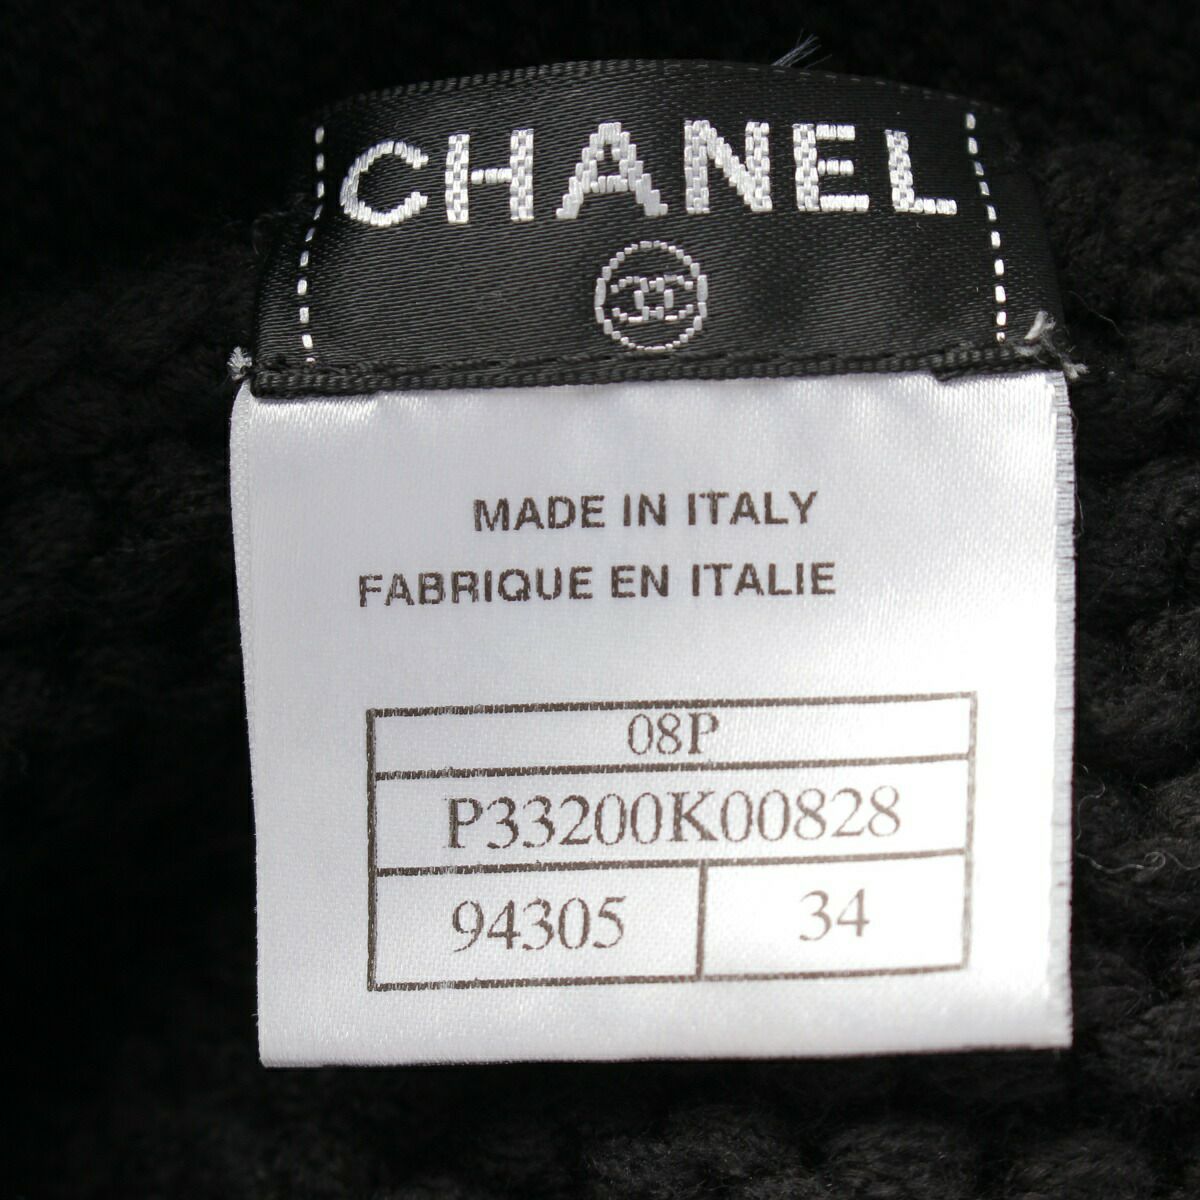 CHANEL
MADE IN ITALY
FABRIQUE EN ITALIE
08P
P33200K00828
94305 34